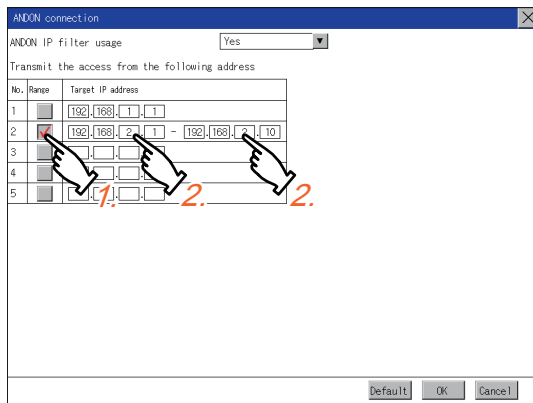 ANDON connection
ANDON IP filter usage Yes
Transmit the access from the following address
No. Range Target IP address
1 192.168.1.1
2 192.168.2.1 - 192.168.2.10
3
4
5
1. 2. 2.
Default OK Cancel